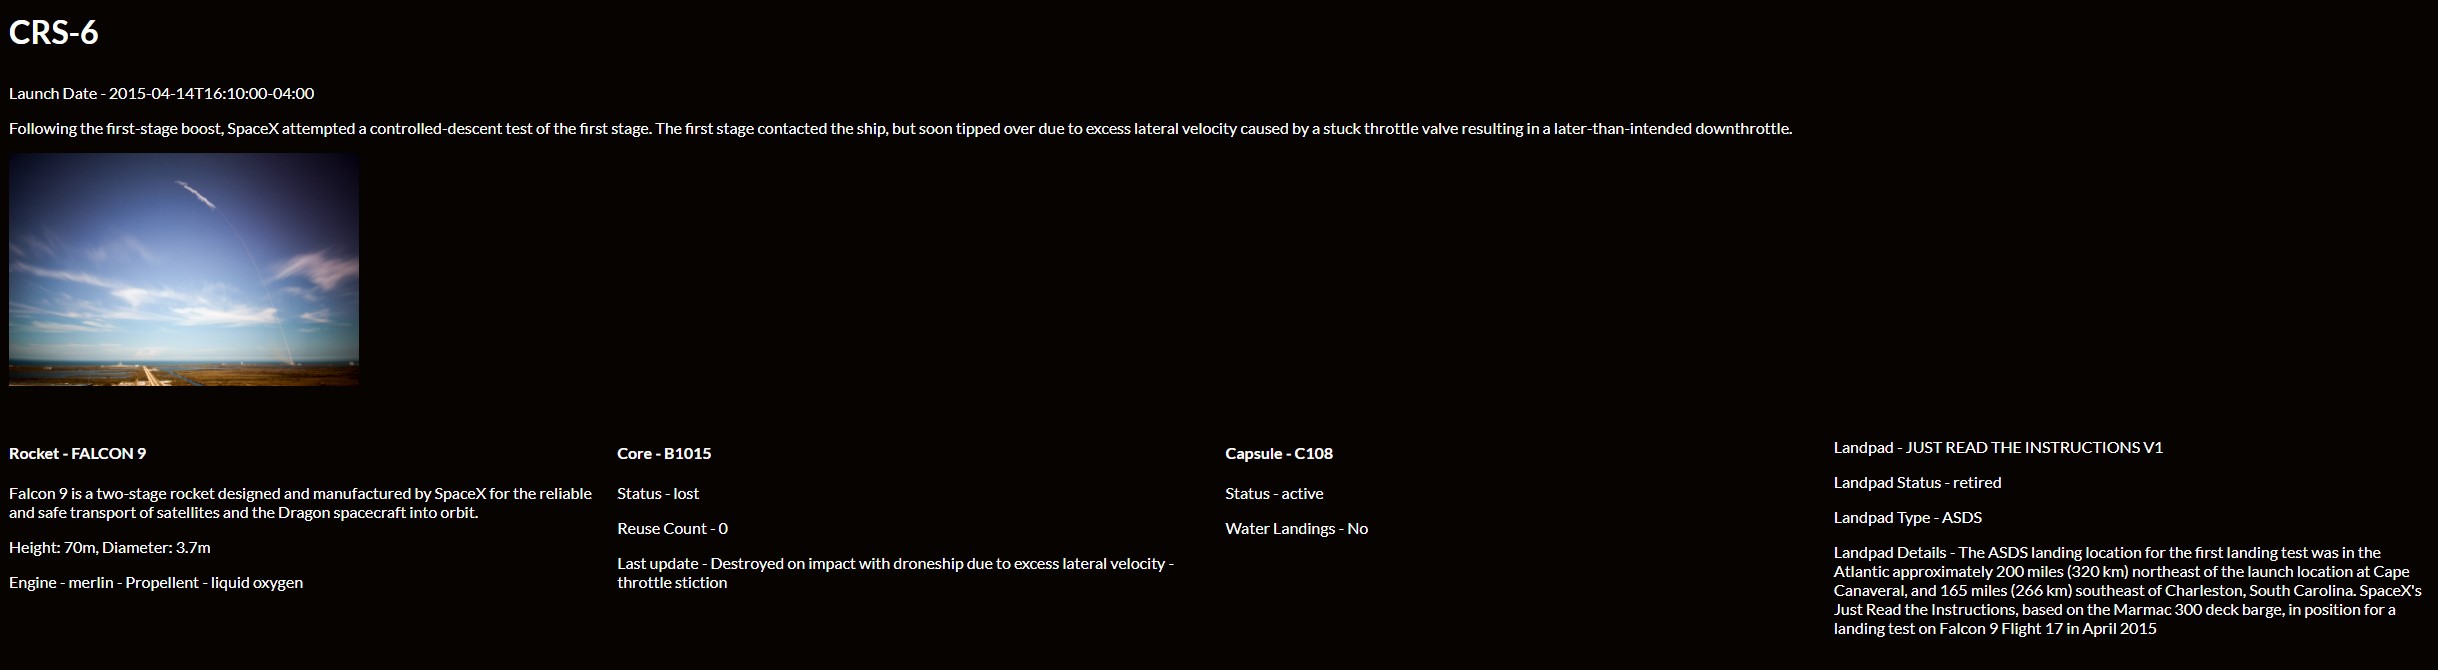 CRS-6
Launch Date - 2015-04-14T16:10:00-04:00
Following the first-stage boost, SpaceX attempted a controlled-descent test of the first stage. The first stage contacted the ship, but soon tipped over due to excess lateral velocity caused by a stuck throttle valve resulting in a later-than-intended downthrottle.
Rocket - FALCON 9
Falcon 9 is a two-stage rocket designed and manufactured by SpaceX for the reliable
and safe transport of satellites and the Dragon spacecraft into orbit.
Height: 70m, Diameter: 3.7m
Engine - merlin - Propellent - liquid oxygen
Core - B1015
Status - lost
Reuse Count - 0
Last update - Destroyed on impact with droneship due to excess lateral velocity -
throttle stiction
Capsule - C108
Status - active
Water Landings - No
Landpad - JUST READ THE INSTRUCTIONS V1
Landpad Status - retired
Landpad Type - ASDS
Landpad Details - The ASDS landing location for the first landing test was in the
Atlantic approximately 200 miles (320 km) northeast of the launch location at Cape
Canaveral, and 165 miles (266 km) southeast of Charleston, South Carolina. SpaceX's
Just Read the Instructions, based on the Marmac 300 deck barge, in position for a
landing test on Falcon 9 Flight 17 in April 2015